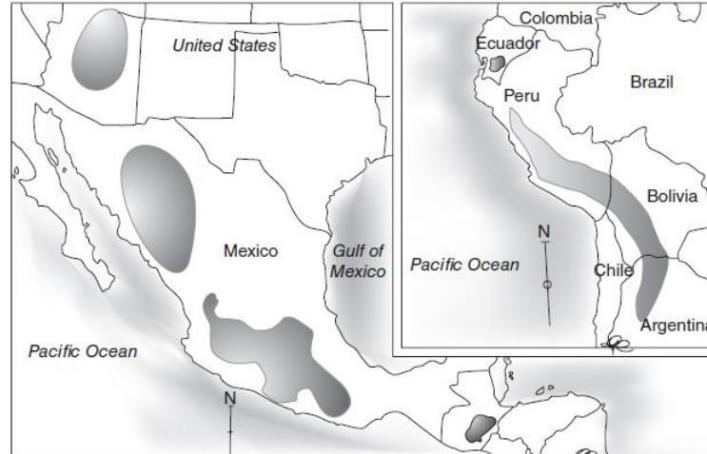 United States
Mexico
Gulf of
Mexico
Pacific Ocean
N
Colombia
Ecuador
Peru
Brazil
Bolivia
N
Pacific Ocean
Chile
Argentina